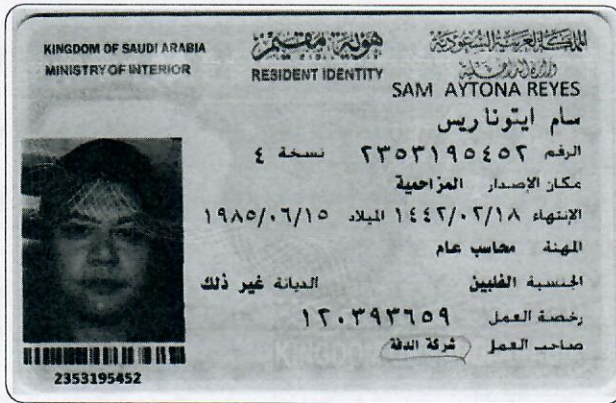 KINGDOM OF SAUDI ARABIA
MINISTRY OF INTERIOR
هوية مقيم
RESIDENT IDENTITY
المملكة العربية السعودية
وزارة الداخلية
SAM AYTONA REYES
سام ايتونا ريس
الرقم ٢٣٥٣١٩٥٤٥٢ نسخة ٤
مكان الإصدار المزاحمية
الإنتهاء ١٤٤٢/٠٢/١٨ الميلاد ١٩٨٥/٠٦/١٥
المهنة محاسب عام
الجنسية الفلبين الديانة غير ذلك
رخصة العمل ١٢٠٣٩٣٦٥٩
صاحب العمل شركة الدقة
2353195452